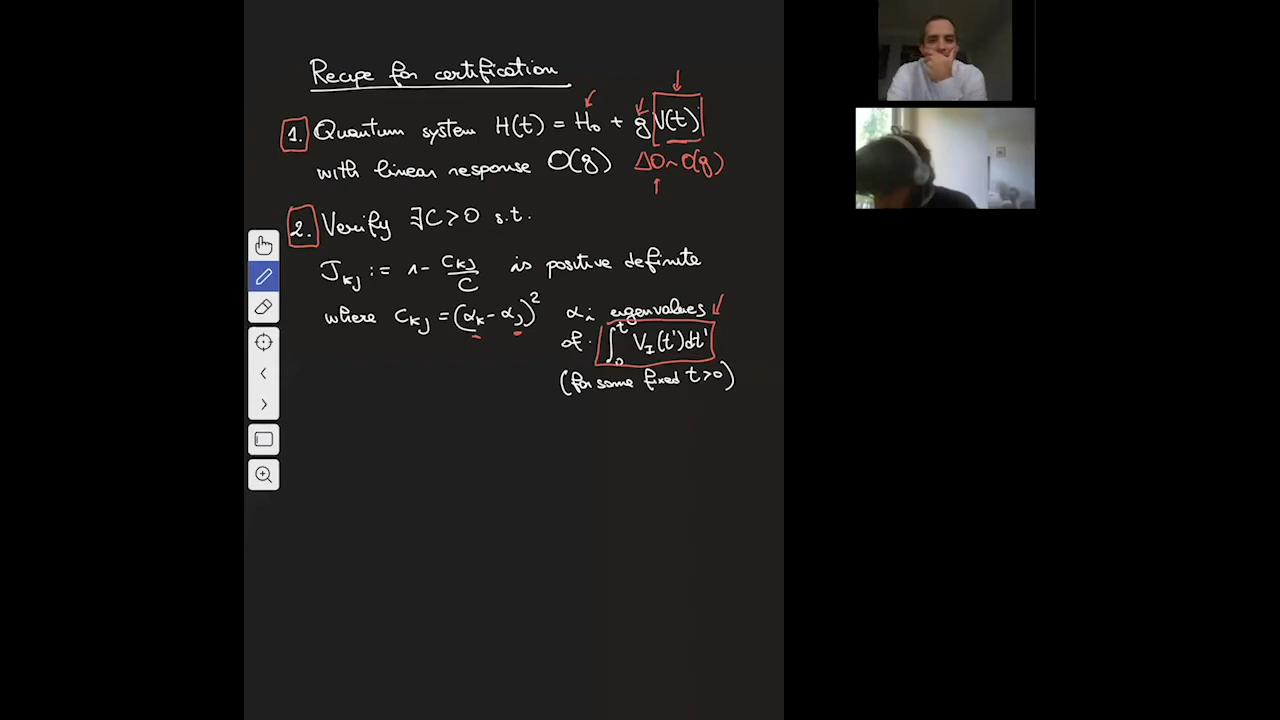 Recipe for certification
1. Quantum system H(t) = H₀ + g V(t)
with linear response O(g) ΔO ~ O(g)
2. Verify ∃C>0 s.t.
J_kj := 1 - C_kj/C is positive definite
where C_kj = (α_k - α_j)² α_i eigenvalues
of ∫₀ᵗ V_I(t')dt'
(for some fixed t>0)